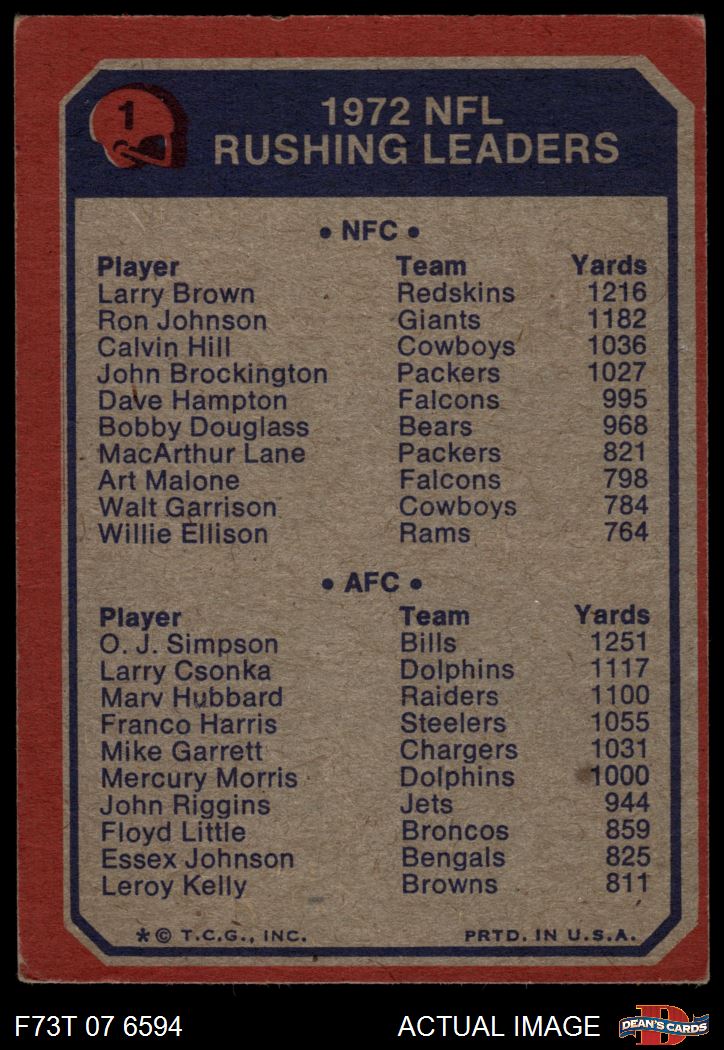 1
1972 NFL
RUSHING LEADERS
• NFC •
Player Team Yards
Larry Brown Redskins 1216
Ron Johnson Giants 1182
Calvin Hill Cowboys 1036
John Brockington Packers 1027
Dave Hampton Falcons 995
Bobby Douglass Bears 968
MacArthur Lane Packers 821
Art Malone Falcons 798
Walt Garrison Cowboys 784
Willie Ellison Rams 764
• AFC •
Player Team Yards
O. J. Simpson Bills 1251
Larry Csonka Dolphins 1117
Marv Hubbard Raiders 1100
Franco Harris Steelers 1055
Mike Garrett Chargers 1031
Mercury Morris Dolphins 1000
John Riggins Jets 944
Floyd Little Broncos 859
Essex Johnson Bengals 825
Leroy Kelly Browns 811
*© T.C.G., INC. PRTD. IN U.S.A.
F73T 07 6594 ACTUAL IMAGE
D
DEAN'S CARDS